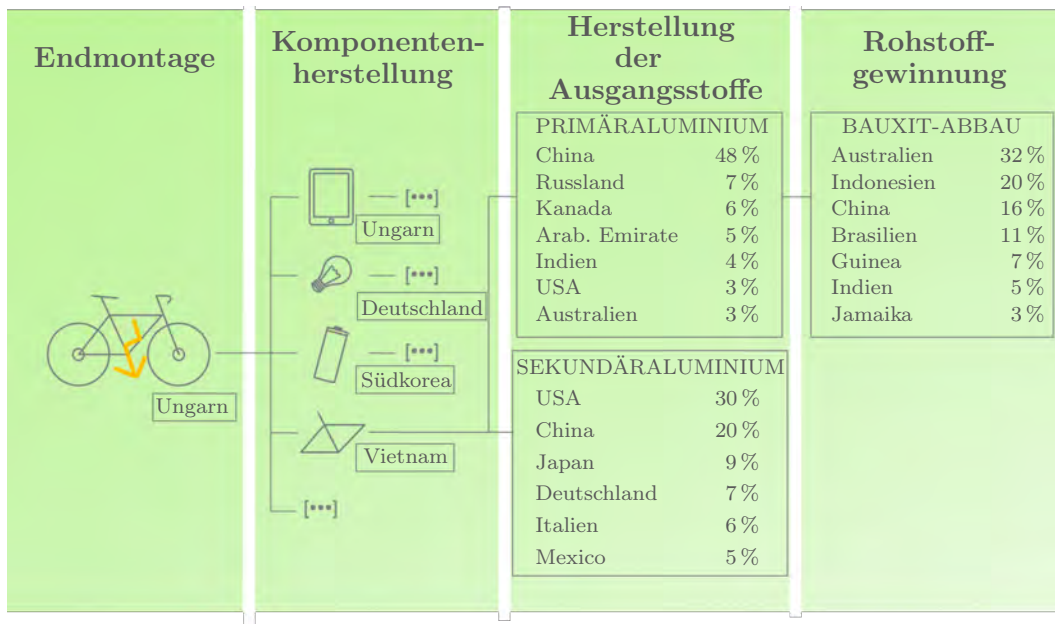 Endmontage
Ungarn
Komponenten-
herstellung
[•••]
Ungarn
[•••]
Deutschland
[•••]
Südkorea
Vietnam
[•••]
Herstellung
der
Ausgangsstoffe
PRIMÄRALUMINIUM
China 48 %
Russland 7 %
Kanada 6 %
Arab. Emirate 5 %
Indien 4 %
USA 3 %
Australien 3 %
SEKUNDÄRALUMINIUM
USA 30 %
China 20 %
Japan 9 %
Deutschland 7 %
Italien 6 %
Mexico 5 %
Rohstoff-
gewinnung
BAUXIT-ABBAU
Australien 32 %
Indonesien 20 %
China 16 %
Brasilien 11 %
Guinea 7 %
Indien 5 %
Jamaika 3 %